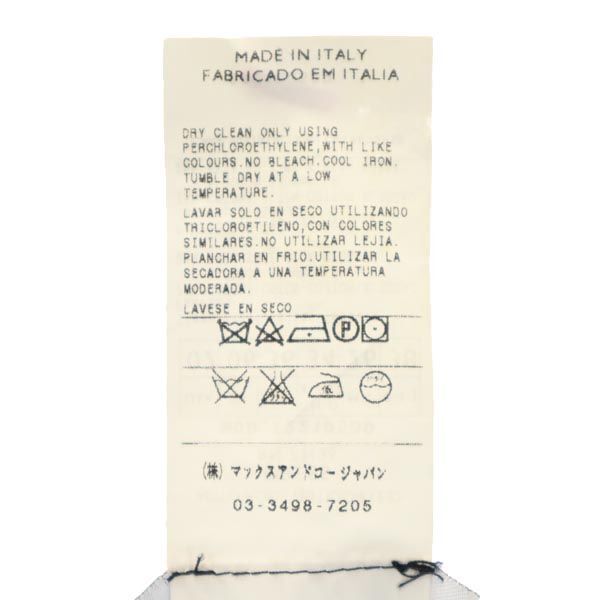 MADE IN ITALY
FABRICADO EM ITALIA
DRY CLEAN ONLY USING
PERCHLOROETHYLENE,WITH LIKE
COLOURS.NO BLEACH.COOL IRON.
TUMBLE DRY AT A LOW
TEMPERATURE.
LAVAR SOLO EN SECO UTILIZANDO
TRICLOROETILENO,CON COLORES
SIMILARES.NO UTILIZAR LEJIA.
PLANCHAR EN FRIO.UTILIZAR LA
SECADORA A UNA TEMPERATURA
MODERADA.
LAVESE EN SECO
P
低
(株) マックスアンドコージャパン
03-3498-7205